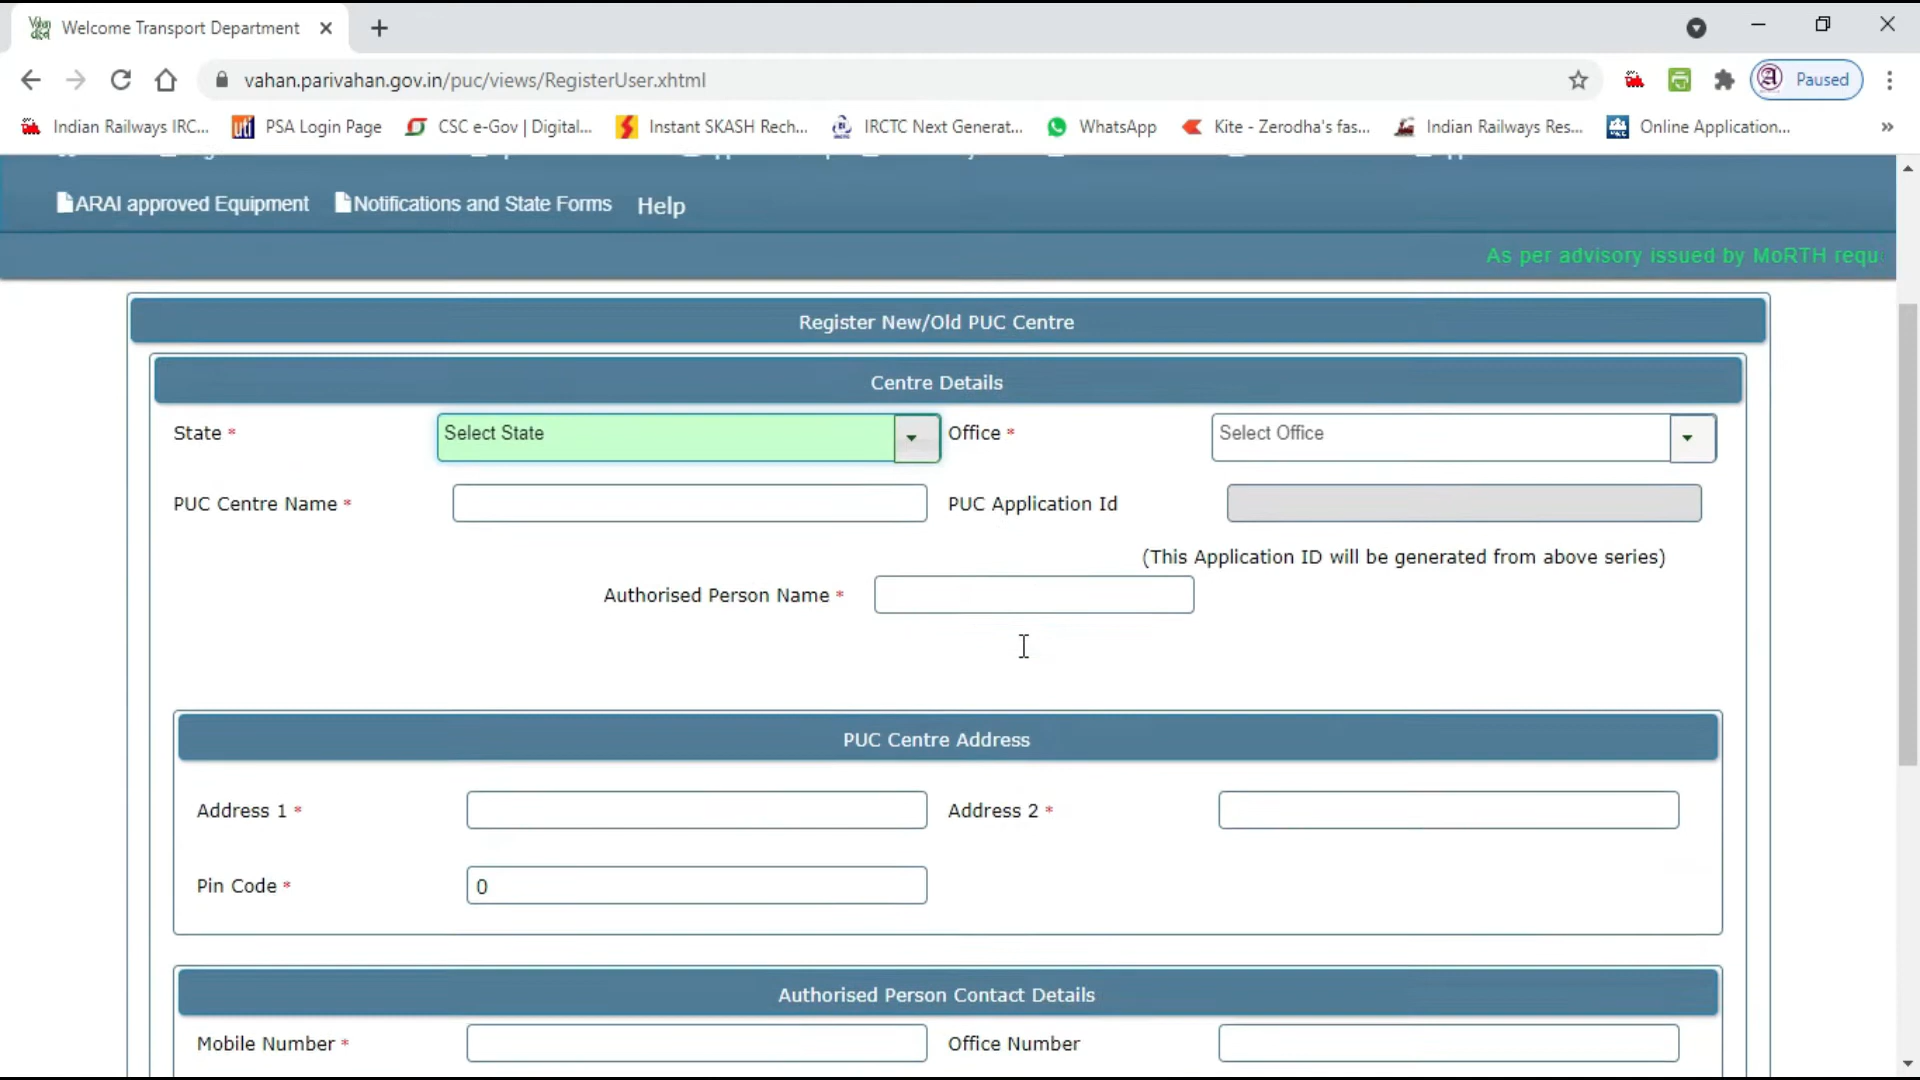 Welcome Transport Department
vahan.parivahan.gov.in/puc/views/RegisterUser.xhtml
Paused
Indian Railways IRC... uti PSA Login Page CSC e-Gov | Digital... Instant SKASH Rech... IRCTC Next Generat... WhatsApp Kite - Zerodha's fas... Indian Railways Res... Online Application... »
ARAI approved Equipment Notifications and State Forms Help
As per advisory issued by MoRTH requ
Register New/Old PUC Centre
Centre Details
State * Select State Office * Select Office
PUC Centre Name * PUC Application Id
(This Application ID will be generated from above series)
Authorised Person Name *
PUC Centre Address
Address 1 * Address 2 *
Pin Code * 0
Authorised Person Contact Details
Mobile Number * Office Number